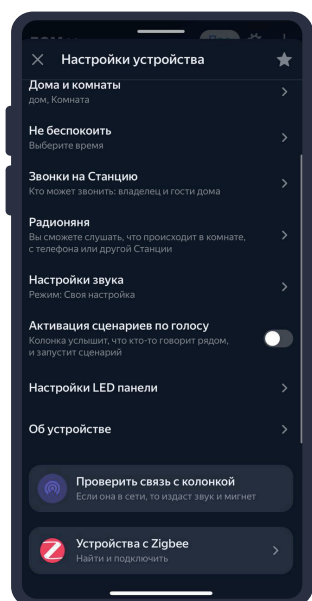 Настройки устройства
Дома и комнаты
дом, Комната
Не беспокоить
Выберите время
Звонки на Станцию
Кто может звонить: владелец и гости дома
Радионяня
Вы сможете слушать, что происходит в комнате,
с телефона или другой Станции
Настройки звука
Режим: Своя настройка
Активация сценариев по голосу
Колонка услышит, что кто-то говорит рядом,
и запустит сценарий
Настройки LED панели
Об устройстве
Проверить связь с колонкой
Если она в сети, то издаст звук и мигнет
Устройства с Zigbee
Найти и подключить